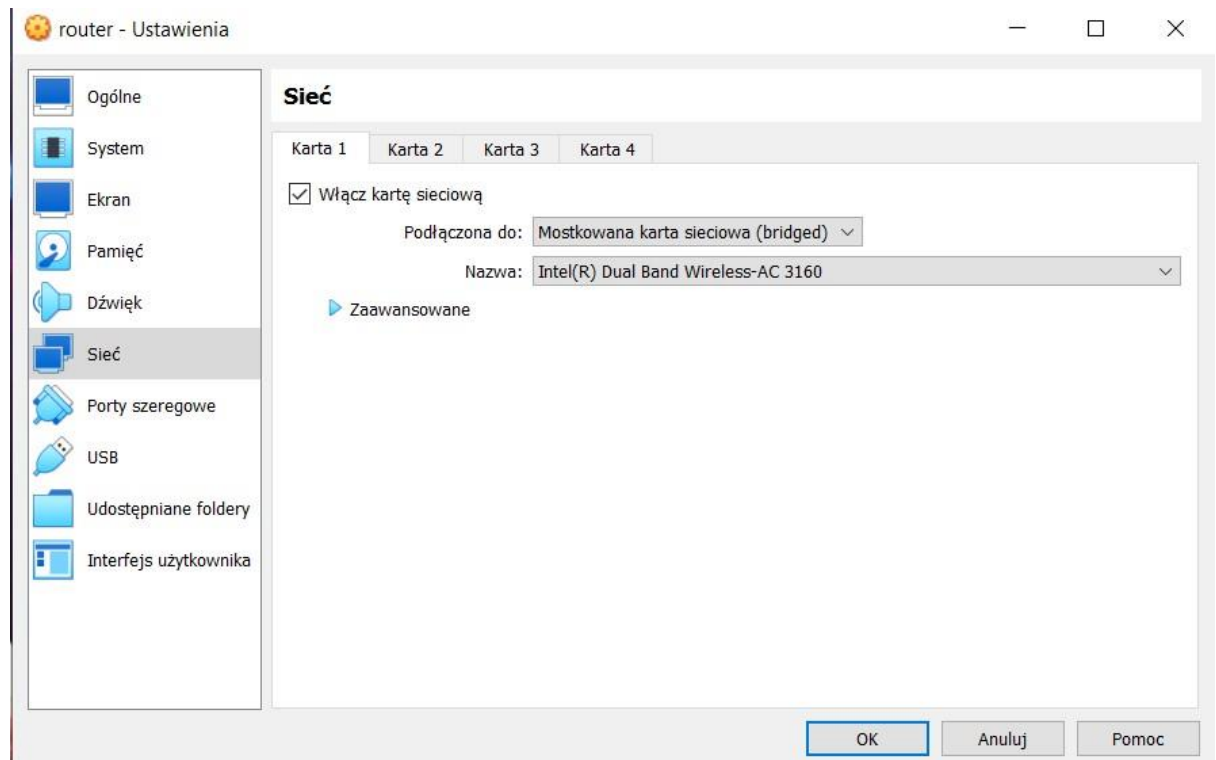 router - Ustawienia
Ogólne
System
Ekran
Pamięć
Dźwięk
Sieć
Porty szeregowe
USB
Udostępniane foldery
Interfejs użytkownika
Sieć
Karta 1 Karta 2 Karta 3 Karta 4
Włącz kartę sieciową
Podłączona do: Mostkowana karta sieciowa (bridged)
Nazwa: Intel(R) Dual Band Wireless-AC 3160
Zaawansowane
OK Anuluj Pomoc